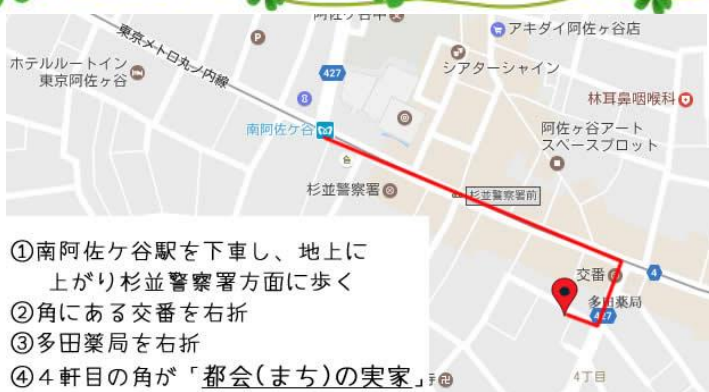 阿佐ケ谷中
アキダイ阿佐ヶ谷店
東京メトロ丸ノ内線
ホテルルートイン
東京阿佐ヶ谷
427
シアターシャイン
林耳鼻咽喉科
南阿佐ケ谷
阿佐ヶ谷アート
スペースプロット
杉並警察署
杉並警察署前
交番
4
多田薬局
427
4丁目
①南阿佐ケ谷駅を下車し、地上に
上がり杉並警察署方面に歩く
②角にある交番を右折
③多田薬局を右折
④4軒目の角が「都会(まち)の実家」